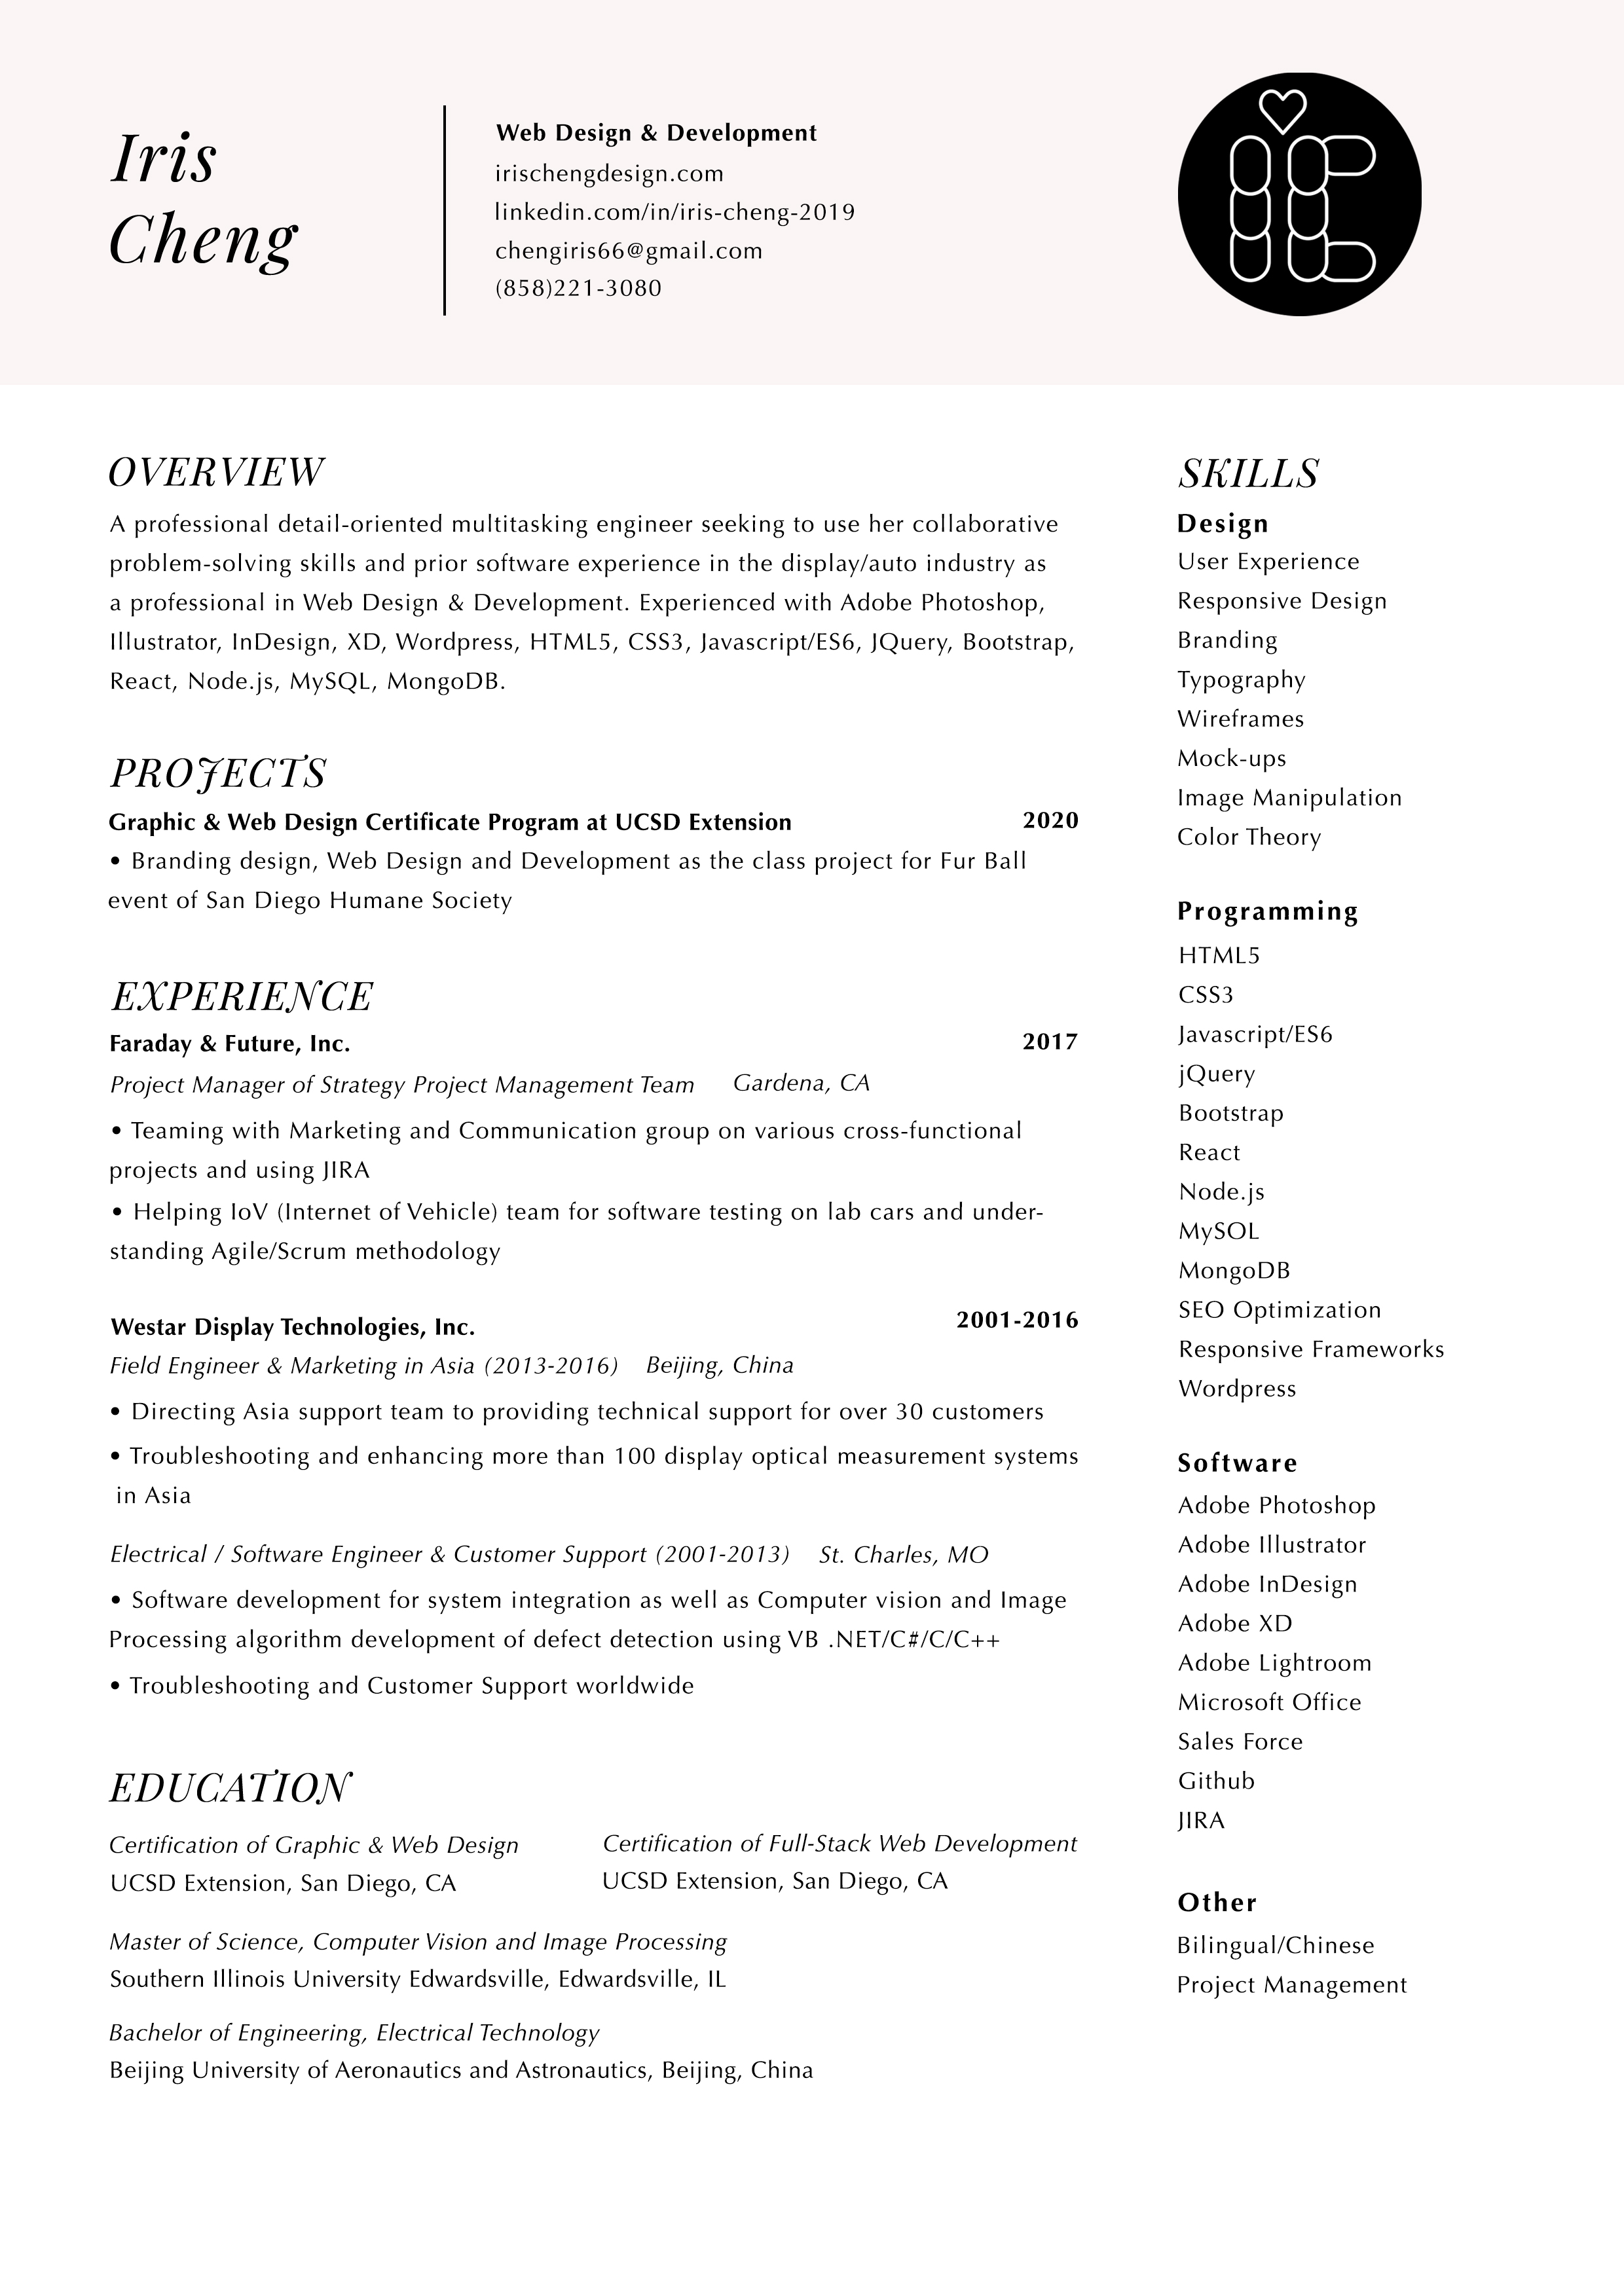 Iris
Cheng
Web Design & Development
irischengdesign.com
linkedin.com/in/iris-cheng-2019
chengiris66@gmail.com
(858)221-3080
iC
OVERVIEW
A professional detail-oriented multitasking engineer seeking to use her collaborative
problem-solving skills and prior software experience in the display/auto industry as
a professional in Web Design & Development. Experienced with Adobe Photoshop,
Illustrator, InDesign, XD, Wordpress, HTML5, CSS3, Javascript/ES6, JQuery, Bootstrap,
React, Node.js, MySQL, MongoDB.
PROJECTS
Graphic & Web Design Certificate Program at UCSD Extension 2020
• Branding design, Web Design and Development as the class project for Fur Ball
event of San Diego Humane Society
EXPERIENCE
Faraday & Future, Inc. 2017
Project Manager of Strategy Project Management Team Gardena, CA
• Teaming with Marketing and Communication group on various cross-functional
projects and using JIRA
• Helping IoV (Internet of Vehicle) team for software testing on lab cars and under-
standing Agile/Scrum methodology
Westar Display Technologies, Inc. 2001-2016
Field Engineer & Marketing in Asia (2013-2016) Beijing, China
• Directing Asia support team to providing technical support for over 30 customers
• Troubleshooting and enhancing more than 100 display optical measurement systems
in Asia
Electrical / Software Engineer & Customer Support (2001-2013) St. Charles, MO
• Software development for system integration as well as Computer vision and Image
Processing algorithm development of defect detection using VB .NET/C#/C/C++
• Troubleshooting and Customer Support worldwide
EDUCATION
Certification of Graphic & Web Design
UCSD Extension, San Diego, CA
Certification of Full-Stack Web Development
UCSD Extension, San Diego, CA
Master of Science, Computer Vision and Image Processing
Southern Illinois University Edwardsville, Edwardsville, IL
Bachelor of Engineering, Electrical Technology
Beijing University of Aeronautics and Astronautics, Beijing, China
SKILLS
Design
User Experience
Responsive Design
Branding
Typography
Wireframes
Mock-ups
Image Manipulation
Color Theory
Programming
HTML5
CSS3
Javascript/ES6
jQuery
Bootstrap
React
Node.js
MySOL
MongoDB
SEO Optimization
Responsive Frameworks
Wordpress
Software
Adobe Photoshop
Adobe Illustrator
Adobe InDesign
Adobe XD
Adobe Lightroom
Microsoft Office
Sales Force
Github
JIRA
Other
Bilingual/Chinese
Project Management